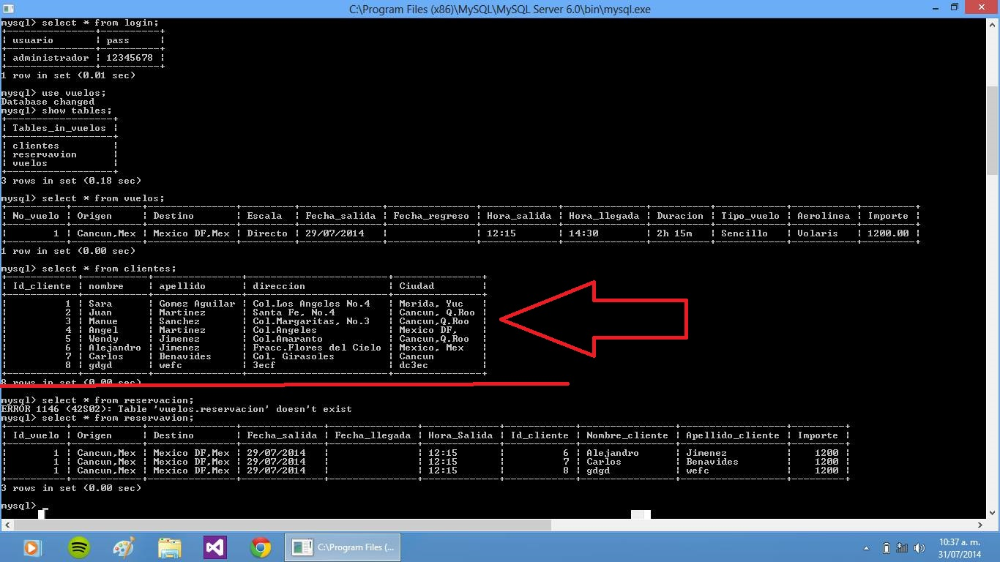 C:\Program Files (x86)\MySQL\MySQL Server 6.0\bin\mysql.exe
mysql> select * from login;
+---------------+----------+
| usuario       | pass     |
+---------------+----------+
| administrador | 12345678 |
+---------------+----------+
1 row in set (0.01 sec)
mysql> use vuelos;
Database changed
mysql> show tables;
+------------------+
| Tables_in_vuelos |
+------------------+
| clientes         |
| reservavion      |
| vuelos           |
+------------------+
3 rows in set (0.18 sec)
mysql> select * from vuelos;
| No_vuelo | Origen | Destino | Escala | Fecha_salida | Fecha_regreso | Hora_salida | Hora_llegada | Duracion | Tipo_vuelo | Aerolinea | Importe |
| 1 | Cancun,Mex | Mexico DF,Mex | Directo | 29/07/2014 | | 12:15 | 14:30 | 2h 15m | Sencillo | Volaris | 1200.00 |
1 row in set (0.00 sec)
mysql> select * from clientes;
| Id_cliente | nombre | apellido | direccion | Ciudad |
| 1 | Sara | Gomez Aguilar | Col.Los Angeles No.4 | Merida, Yuc |
| 2 | Juan | Martinez | Santa Fe, No.4 | Cancun, Q.Roo |
| 3 | Manue | Sanchez | Col.Margaritas, No.3 | Cancun,Q.Roo |
| 4 | Angel | Martinez | Col.Angeles | Mexico DF, |
| 5 | Wendy | Jimenez | Col.Amaranto | Cancun,Q.Roo |
| 6 | Alejandro | Jimenez | Fracc.Flores del Cielo | Mexico, Mex |
| 7 | Carlos | Benavides | Col. Girasoles | Cancun |
| 8 | gdgd | wefc | 3ecf | dc3ec |
8 rows in set (0.00 sec)
mysql> select * from reservacion;
ERROR 1146 (42S02): Table 'vuelos.reservacion' doesn't exist
mysql> select * from reservavion;
| Id_vuelo | Origen | Destino | Fecha_salida | Fecha_llegada | Hora_Salida | Id_cliente | Nombre_cliente | Apellido_cliente | Importe |
| 1 | Cancun,Mex | Mexico DF,Mex | 29/07/2014 | | 12:15 | 6 | Alejandro | Jimenez | 1200 |
| 1 | Cancun,Mex | Mexico DF,Mex | 29/07/2014 | | 12:15 | 7 | Carlos | Benavides | 1200 |
| 1 | Cancun,Mex | Mexico DF,Mex | 29/07/2014 | | 12:15 | 8 | gdgd | wefc | 1200 |
3 rows in set (0.00 sec)
mysql>
C:\Program Files (...
10:37 a. m.
31/07/2014